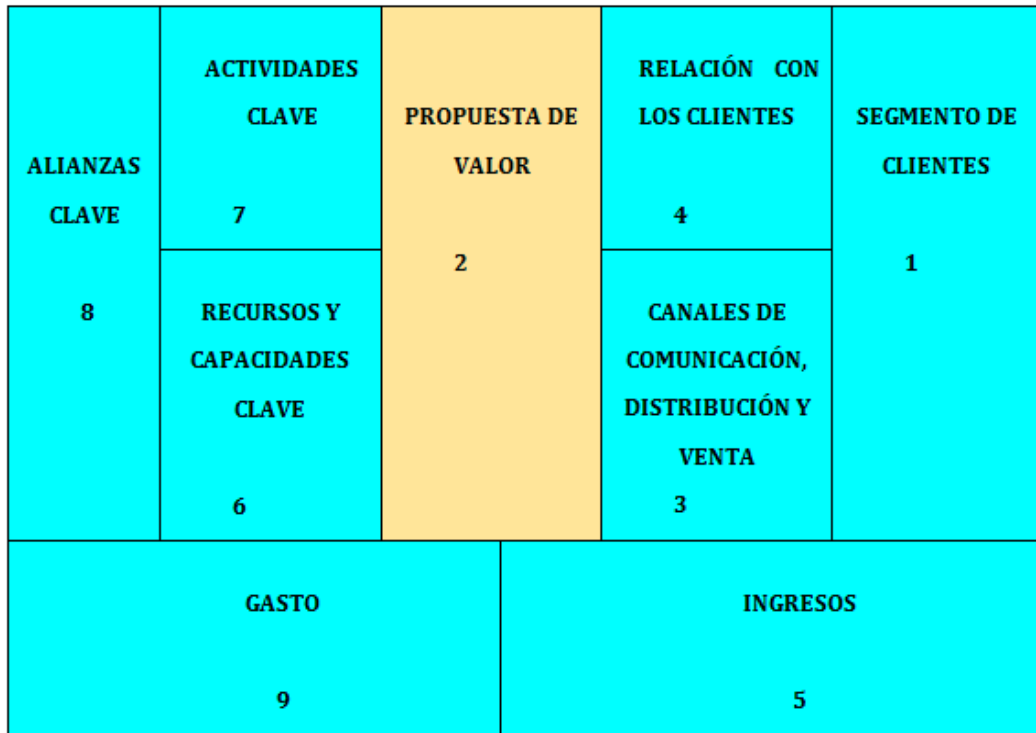 ALIANZAS
CLAVE
8
ACTIVIDADES
CLAVE
7
RECURSOS Y
CAPACIDADES
CLAVE
6
PROPUESTA DE
VALOR
2
RELACIÓN CON
LOS CLIENTES
4
CANALES DE
COMUNICACIÓN,
DISTRIBUCIÓN Y
VENTA
3
SEGMENTO DE
CLIENTES
1
GASTO
9
INGRESOS
5